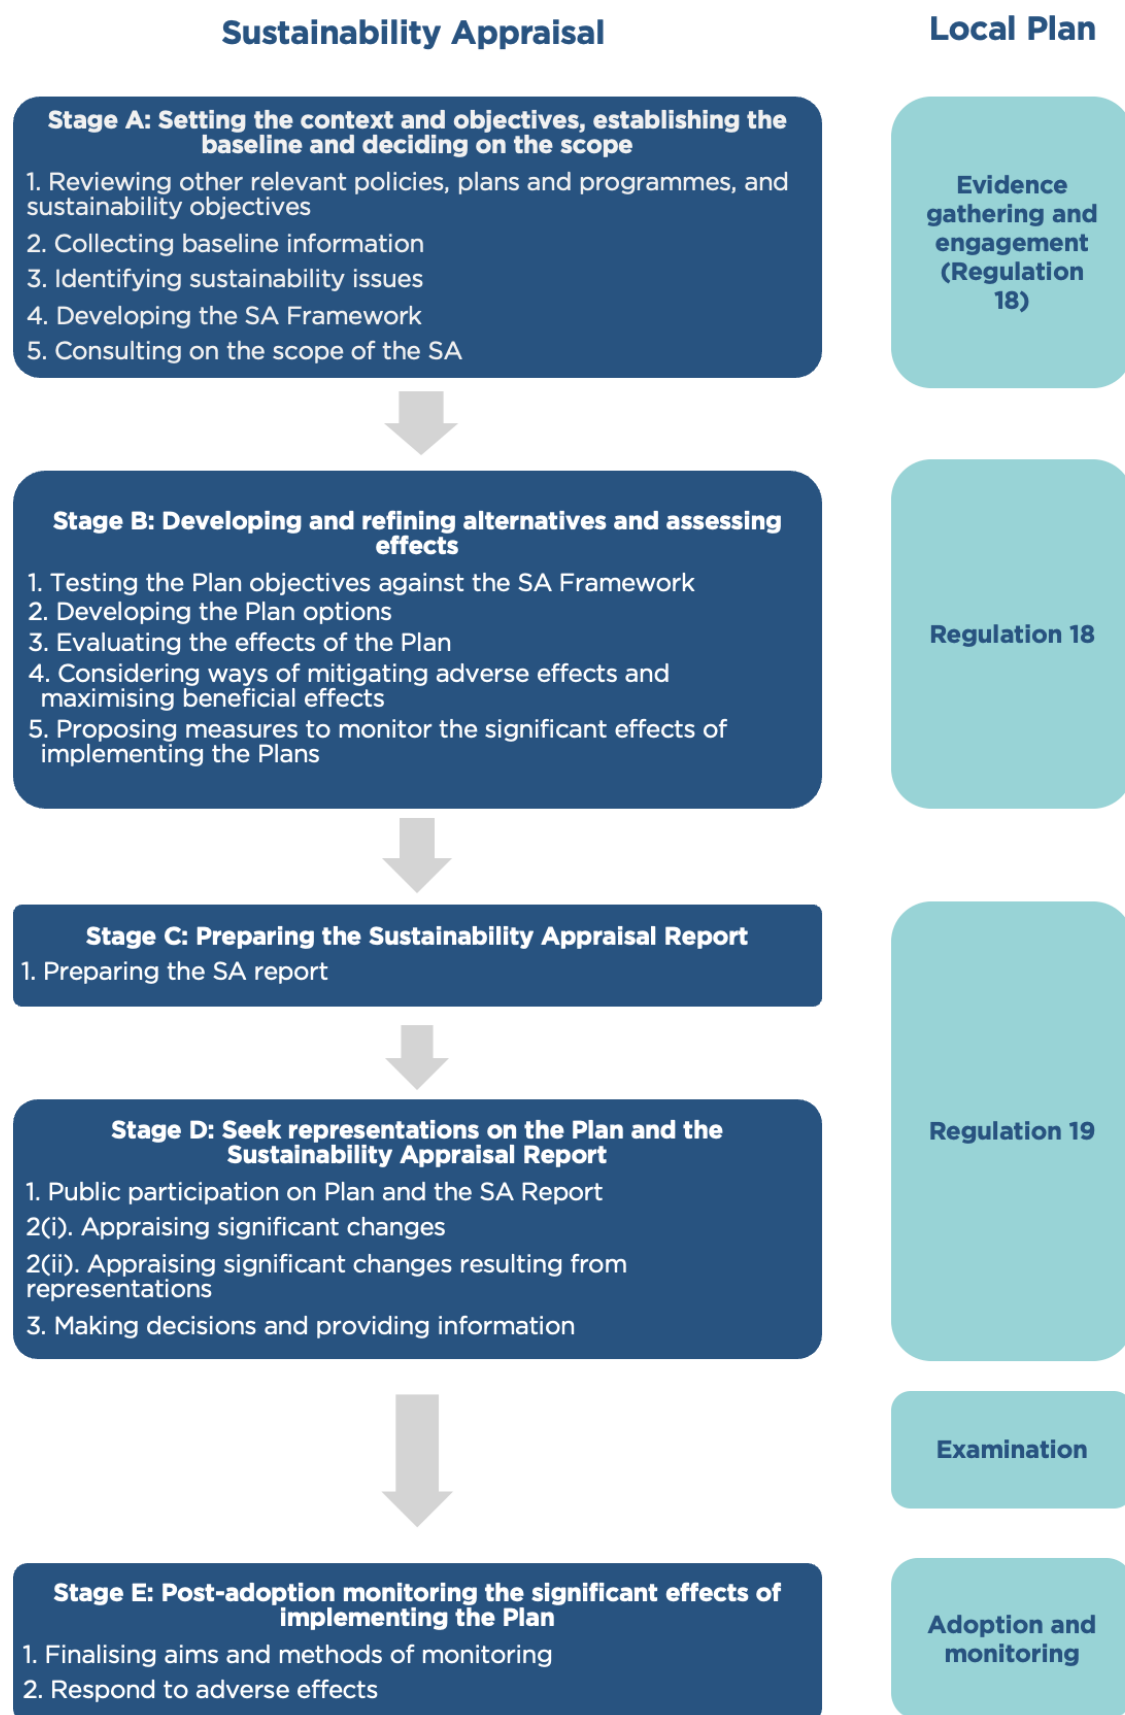 Sustainability Appraisal
Local Plan
Stage A: Setting the context and objectives, establishing the
baseline and deciding on the scope
1. Reviewing other relevant policies, plans and programmes, and
sustainability objectives
2. Collecting baseline information
3. Identifying sustainability issues
4. Developing the SA Framework
5. Consulting on the scope of the SA
Evidence
gathering and
engagement
(Regulation
18)
Stage B: Developing and refining alternatives and assessing
effects
1. Testing the Plan objectives against the SA Framework
2. Developing the Plan options
3. Evaluating the effects of the Plan
4. Considering ways of mitigating adverse effects and
maximising beneficial effects
5. Proposing measures to monitor the significant effects of
implementing the Plans
Regulation 18
Stage C: Preparing the Sustainability Appraisal Report
1. Preparing the SA report
Stage D: Seek representations on the Plan and the
Sustainability Appraisal Report
1. Public participation on Plan and the SA Report
2(i). Appraising significant changes
2(ii). Appraising significant changes resulting from
representations
3. Making decisions and providing information
Regulation 19
Examination
Stage E: Post-adoption monitoring the significant effects of
implementing the Plan
1. Finalising aims and methods of monitoring
2. Respond to adverse effects
Adoption and
monitoring